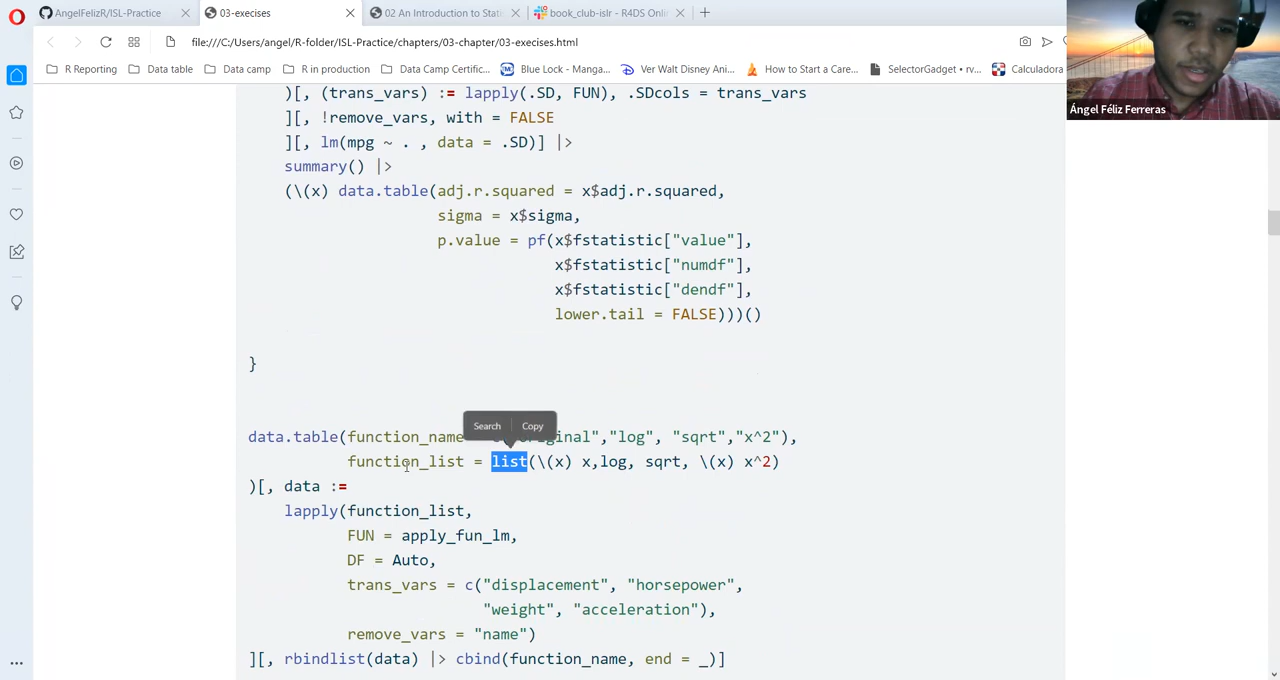 AngelFelizR/ISL-Practice
03-execises
02 An Introduction to Stati
book_club-islr - R4DS Onlin
file:///C:/Users/angel/R-folder/ISL-Practice/chapters/03-chapter/03-execises.html
R Reporting
Data table
Data camp
R in production
Data Camp Certific...
Blue Lock - Manga...
Ver Walt Disney Ani...
How to Start a Care...
SelectorGadget • rv...
Calculadora
Ángel Féliz Ferreras
)[, (trans_vars) := lapply(.SD, FUN), .SDcols = trans_vars
][, !remove_vars, with = FALSE
][, lm(mpg ~ . , data = .SD)] |>
summary() |>
(\(x) data.table(adj.r.squared = x$adj.r.squared,
sigma = x$sigma,
p.value = pf(x$fstatistic["value"],
x$fstatistic["numdf"],
x$fstatistic["dendf"],
lower.tail = FALSE)))()
}
Search Copy
data.table(function_name "log", "sqrt","x^2"),
function_list = list(\(x) x,log, sqrt, \(x) x^2)
)[, data :=
lapply(function_list,
FUN = apply_fun_lm,
DF = Auto,
trans_vars = c("displacement", "horsepower",
"weight", "acceleration"),
remove_vars = "name")
][, rbindlist(data) |> cbind(function_name, end = _)]